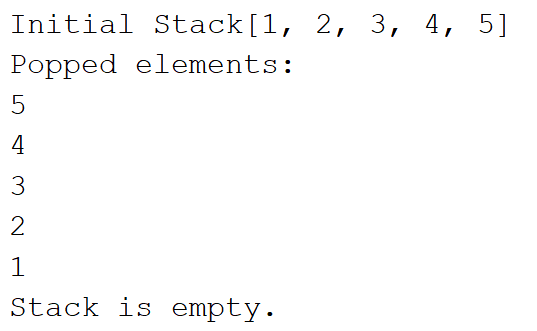 Initial Stack[1, 2, 3, 4, 5]
Popped elements:
5
4
3
2
1
Stack is empty.